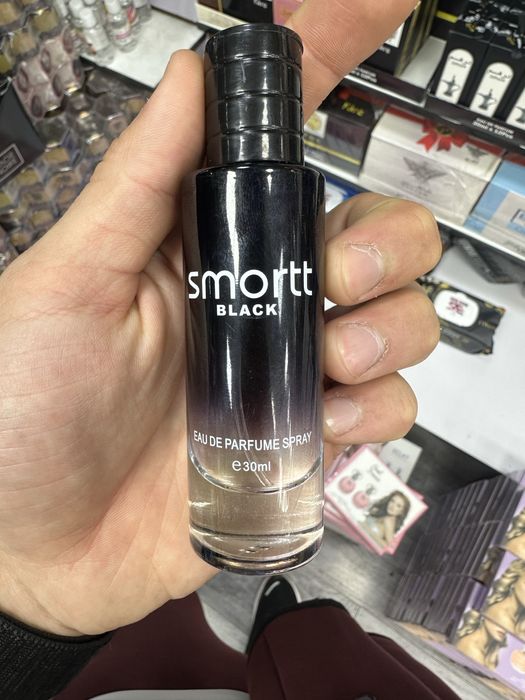 smortt
BLACK
EAU DE PARFUME SPRAY
℮30ml